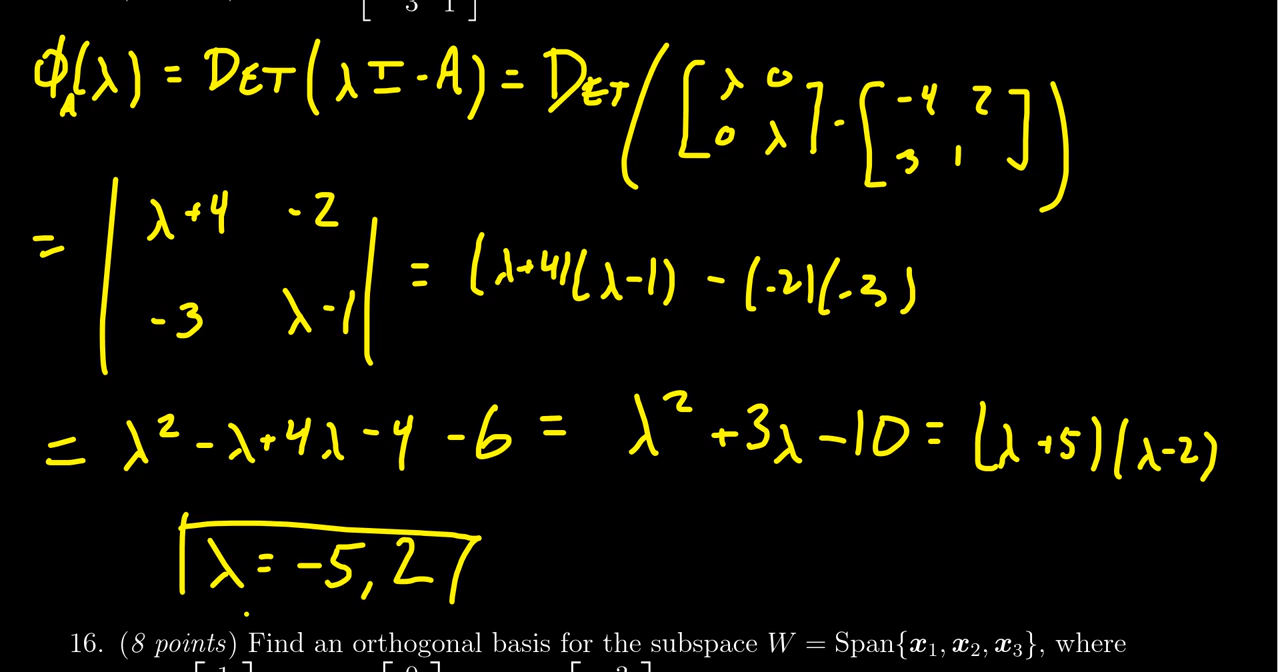 [ 3 1 ]
ϕ_A(λ) = DET(λI - A) = DET([λ 0 0 λ] - [-4 2 3 1])
= |λ+4 -2 -3 λ-1| = (λ+4)(λ-1) - (-2)(-3)
= λ² - λ + 4λ - 4 - 6 = λ² + 3λ - 10 = (λ+5)(λ-2)
λ = -5, 2
16. (8 points) Find an orthogonal basis for the subspace W = Span{x₁, x₂, x₃}, where